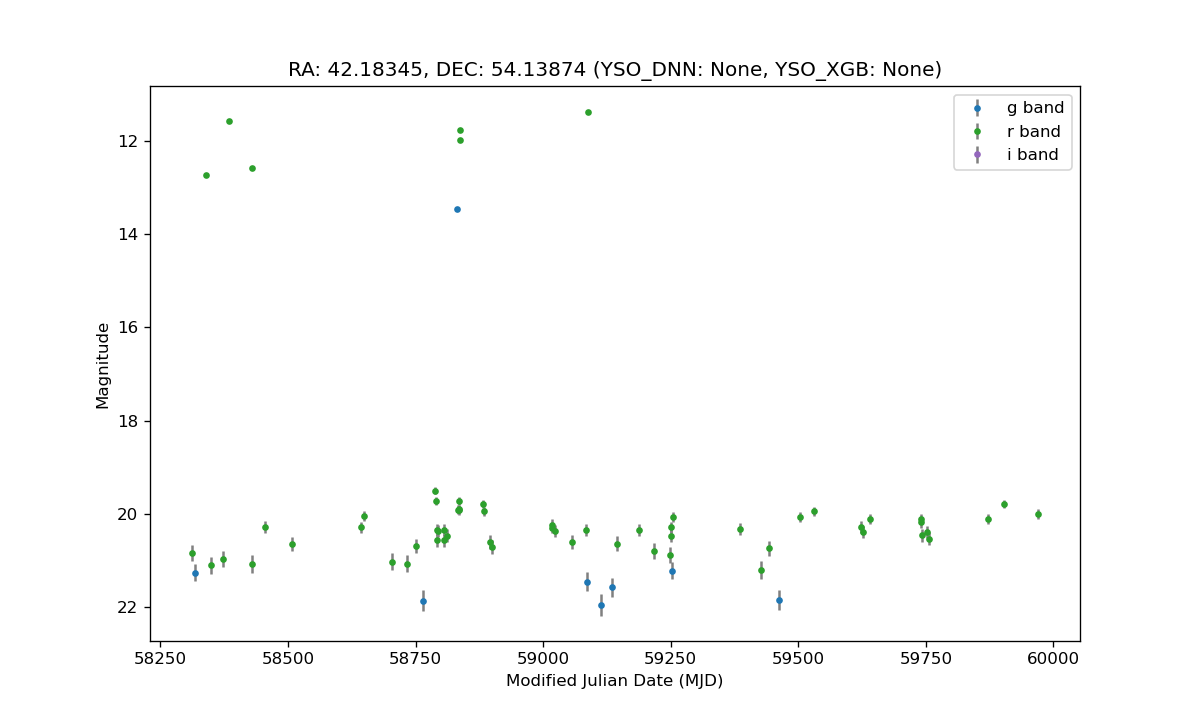 RA: 42.18345, DEC: 54.13874 (YSO_DNN: None, YSO_XGB: None)
g band
r band
i band
12
14
16
18
20
22
Magnitude
58250 58500 58750 59000 59250 59500 59750 60000
Modified Julian Date (MJD)